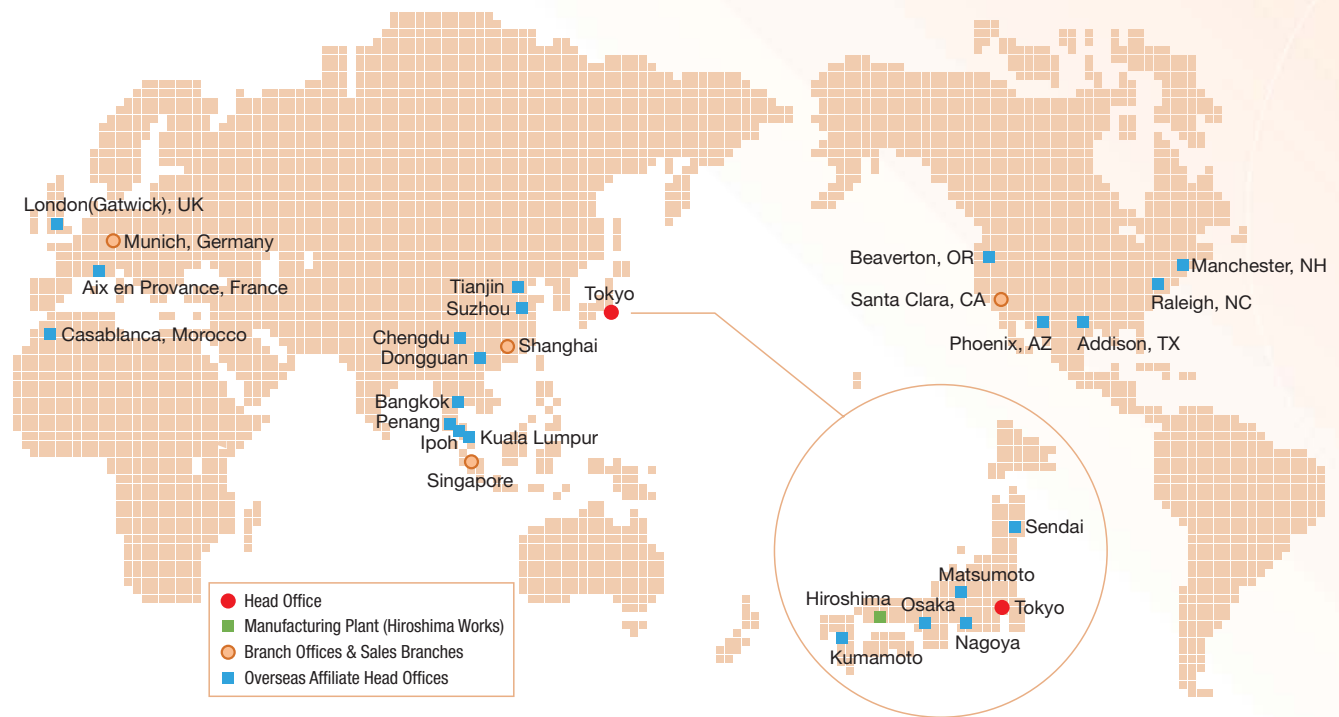 London(Gatwick), UK
Munich, Germany
Aix en Provance, France
Casablanca, Morocco
Tianjin
Suzhou
Chengdu
Dongguan
Shanghai
Tokyo
Bangkok
Penang
Ipoh
Kuala Lumpur
Singapore
Beaverton, OR
Santa Clara, CA
Phoenix, AZ
Addison, TX
Manchester, NH
Raleigh, NC
Sendai
Matsumoto
Hiroshima
Osaka
Tokyo
Nagoya
Kumamoto
Head Office
Manufacturing Plant (Hiroshima Works)
Branch Offices & Sales Branches
Overseas Affiliate Head Offices